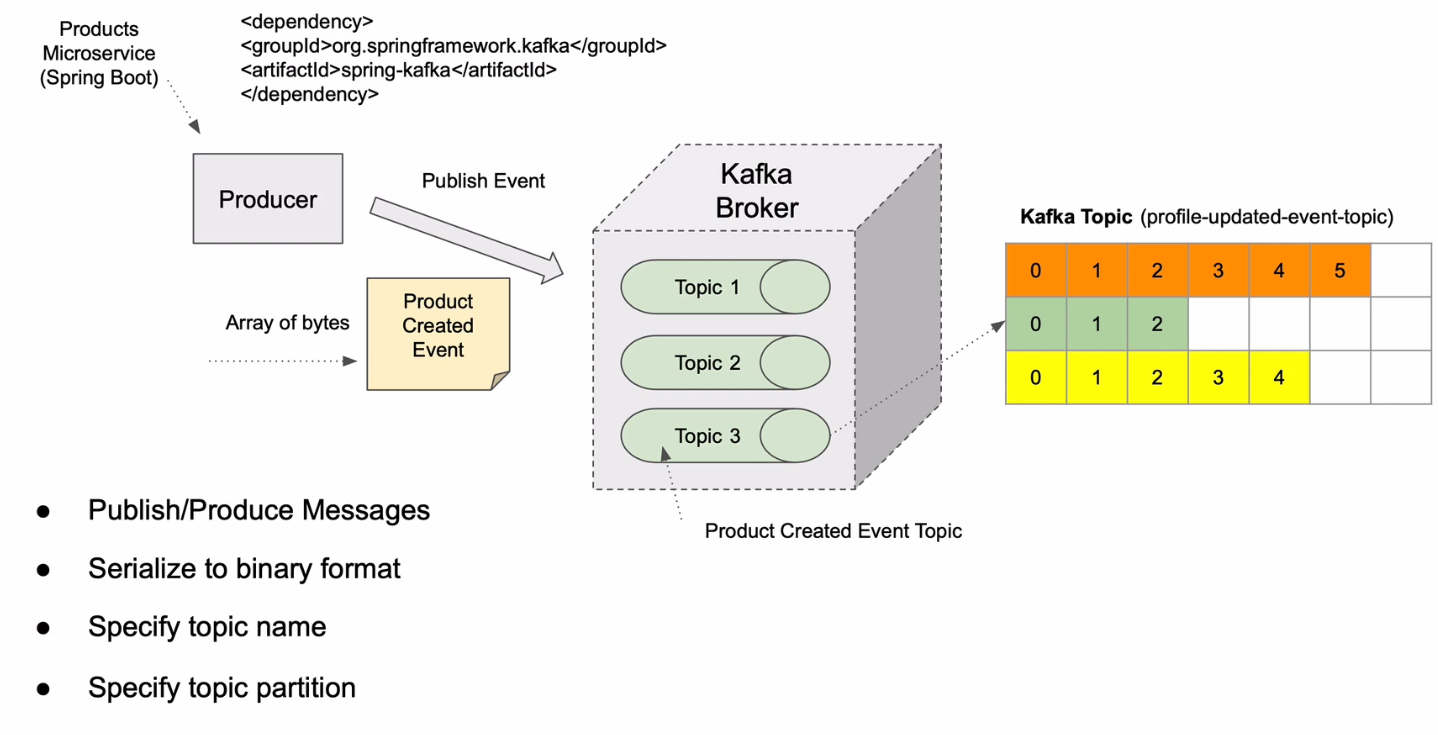 Products
Microservice
(Spring Boot)
<dependency>
<groupId>org.springframework.kafka</groupId>
<artifactId>spring-kafka</artifactId>
</dependency>
Producer
Publish Event
Kafka
Broker
Array of bytes
Product
Created
Event
Topic 1
Topic 2
Topic 3
Product Created Event Topic
Kafka Topic (profile-updated-event-topic)
0 1 2 3 4 5
0 1 2
0 1 2 3 4
● Publish/Produce Messages
● Serialize to binary format
● Specify topic name
● Specify topic partition